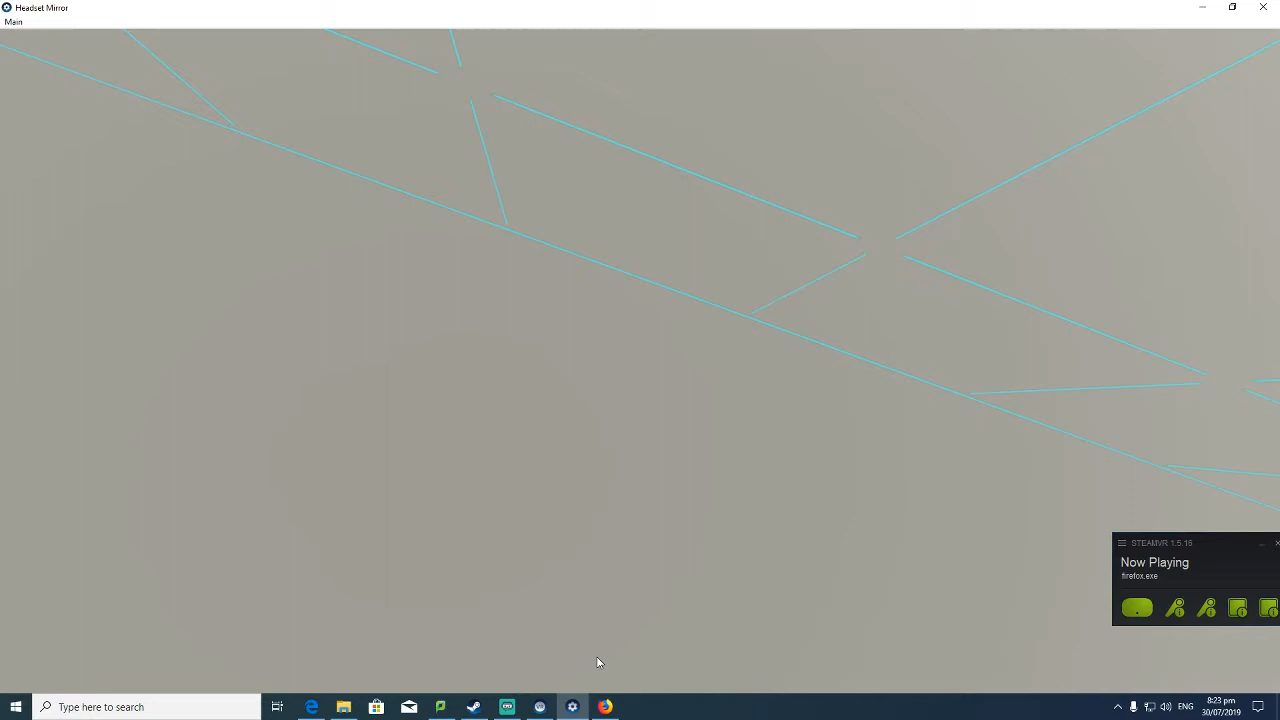 Headset Mirror
Main
STEAMVR 1.5.16
Now Playing
firefox.exe
Type here to search
ENG
8:23 pm
30/07/2019